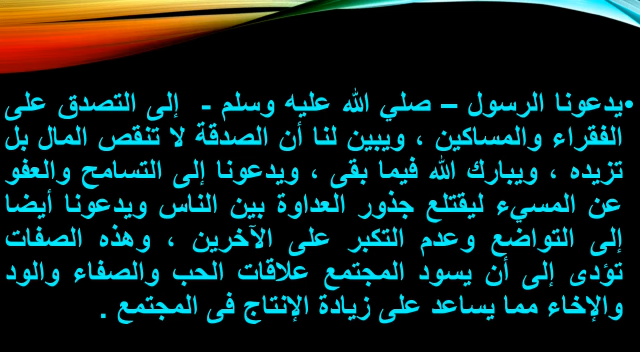 •يدعونا الرسول – صلي الله عليه وسلم - إلى التصدق على
الفقراء والمساكين ، ويبين لنا أن الصدقة لا تنقص المال بل
تزيده ، ويبارك الله فيما بقى ، ويدعونا إلى التسامح والعفو
عن المسيء ليقتلع جذور العداوة بين الناس ويدعونا أيضا
إلى التواضع وعدم التكبر على الآخرين ، وهذه الصفات
تؤدى إلى أن يسود المجتمع علاقات الحب والصفاء والود
والإخاء مما يساعد على زيادة الإنتاج فى المجتمع .